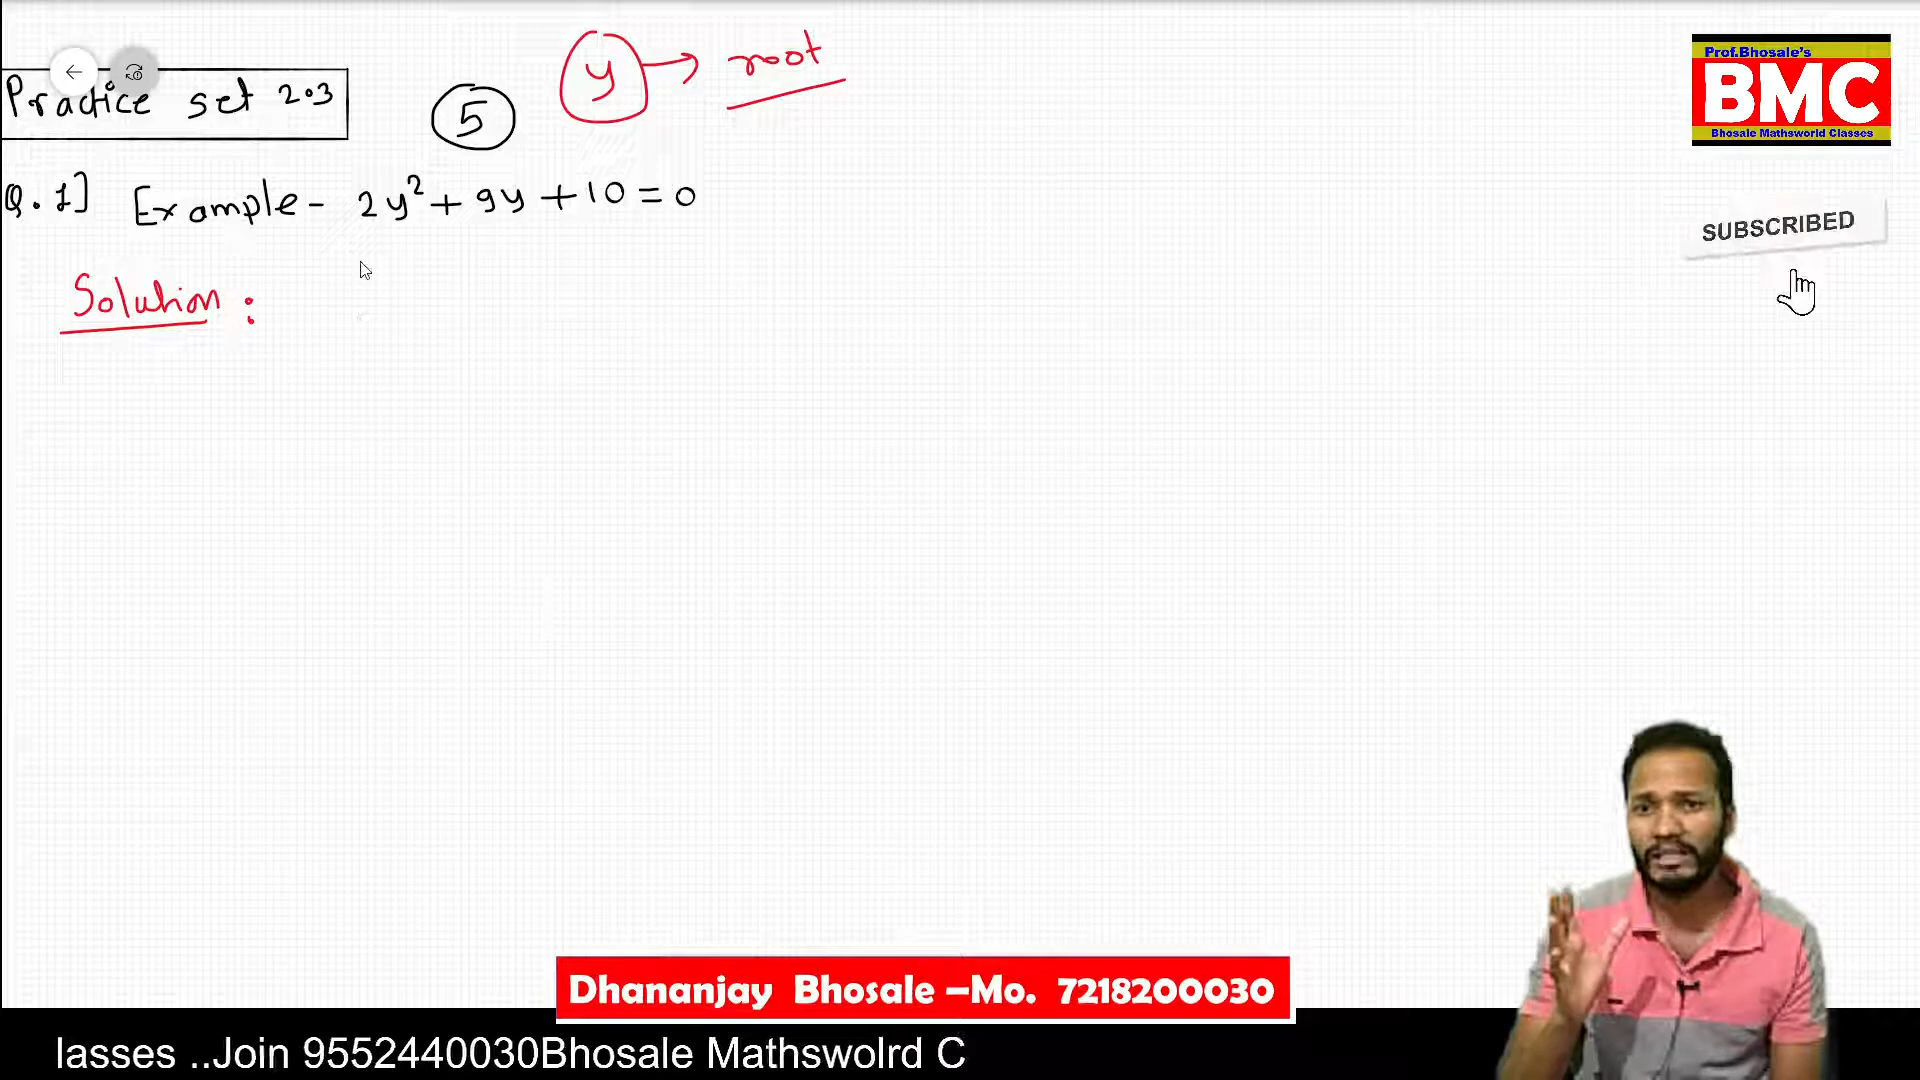 Practice set 2.3
5
y → root
Q.1] Example- 2y² + 9y + 10 = 0
Solution :
Prof.Bhosale's
BMC
Bhosale Mathsworld Classes
SUBSCRIBED
Dhananjay Bhosale –Mo. 7218200030
lasses ..Join 9552440030Bhosale Mathswolrd C